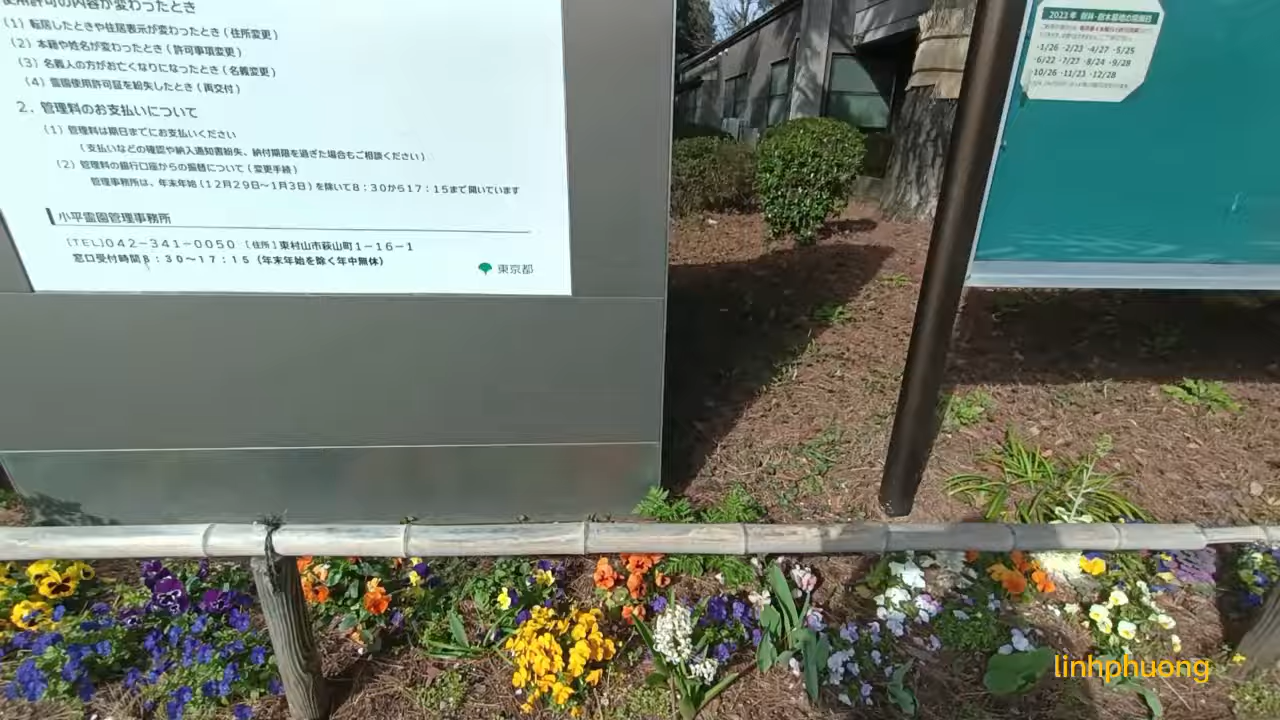 使用許可の内容が変わったとき
(1) 転居したときや住居表示が変わったとき(住所変更)
(2) 本籍や姓名が変わったとき(許可事項変更)
(3) 名義人の方がお亡くなりになったとき(名義変更)
(4) 霊園使用許可証を紛失したとき(再交付)
2. 管理料のお支払いについて
(1) 管理料は期日までにお支払いください
(支払いなどの確認や納入通知書紛失、納付期限を過ぎた場合もご相談ください)
(2) 管理料の銀行口座からの振替について(変更手続)
管理事務所は、年末年始(12月29日~1月3日)を除いて8:30から17:15まで開いています
小平霊園管理事務所
(TEL)042-341-0050 [住所]東村山市萩山町1-16-1
窓口受付時間8:30~17:15(年末年始を除く年中無休)
東京都
2023年
・1/26 ・2/23 ・4/27 ・5/25
・6/22 ・7/27 ・8/24 ・9/28
・10/26 ・11/23 ・12/28
linhphuong